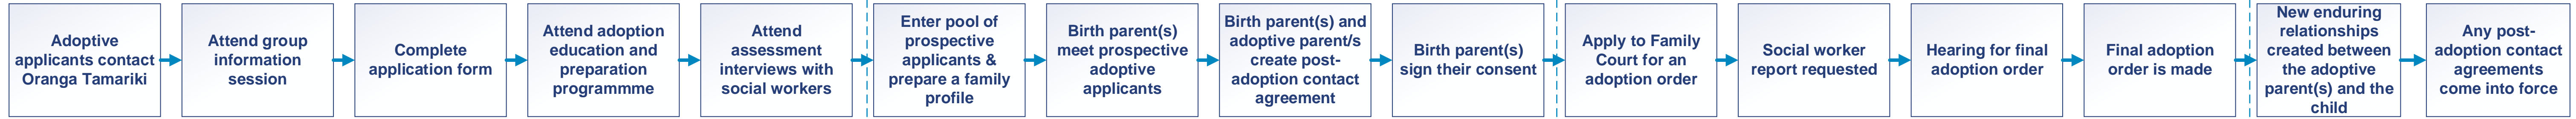 Adoptive
applicants contact
Oranga Tamariki
Attend group
information
session
Complete
application form
Attend adoption
education and
preparation
programmme
Attend
assessment
interviews with
social workers
Enter pool of
prospective
applicants &
prepare a family
profile
Birth parent(s)
meet prospective
adoptive
applicants
Birth parent(s) and
adoptive parent/s
create post-
adoption contact
agreement
Birth parent(s)
sign their consent
Apply to Family
Court for an
adoption order
Social worker
report requested
Hearing for final
adoption order
Final adoption
order is made
New enduring
relationships
created between
the adoptive
parent(s) and the
child
Any post-
adoption contact
agreements
come into force